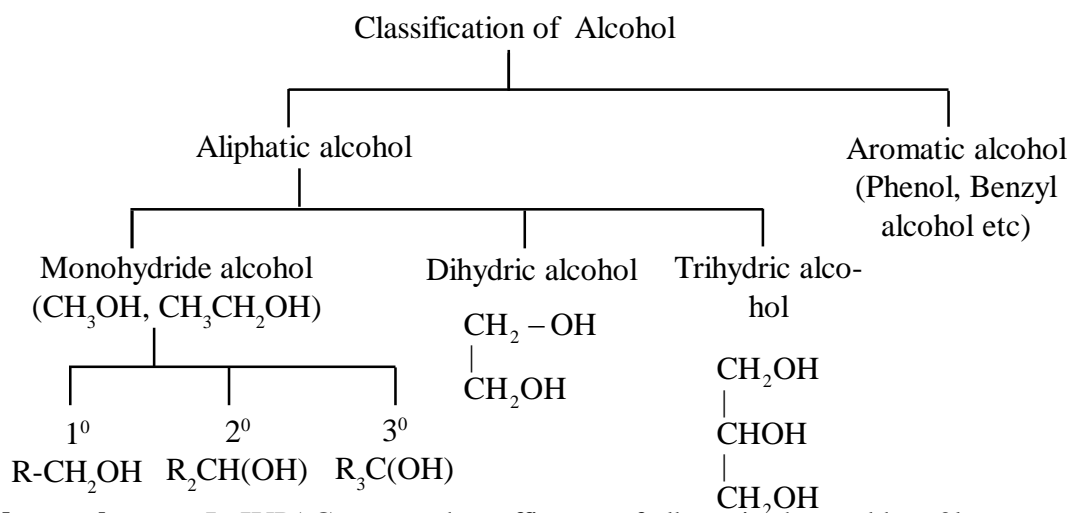 Classification of Alcohol
Aliphatic alcohol
Aromatic alcohol
(Phenol, Benzyl
alcohol etc)
Monohydride alcohol
(CH₃OH, CH₃CH₂OH)
Dihydric alcohol
CH₂ – OH
|
CH₂OH
Trihydric alco-
hol
CH₂OH
|
CHOH
|
CH₂OH
1⁰
R-CH₂OH
2⁰
R₂CH(OH)
3⁰
R₃C(OH)